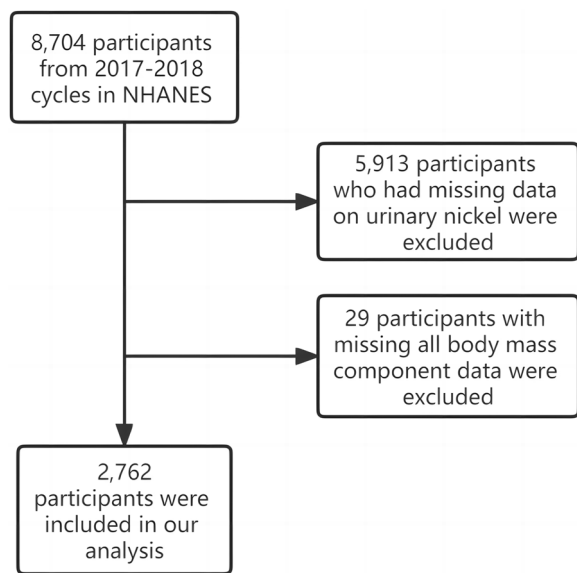 8,704 participants
from 2017-2018
cycles in NHANES
5,913 participants
who had missing data
on urinary nickel were
excluded
29 participants with
missing all body mass
component data were
excluded
2,762
participants were
included in our
analysis